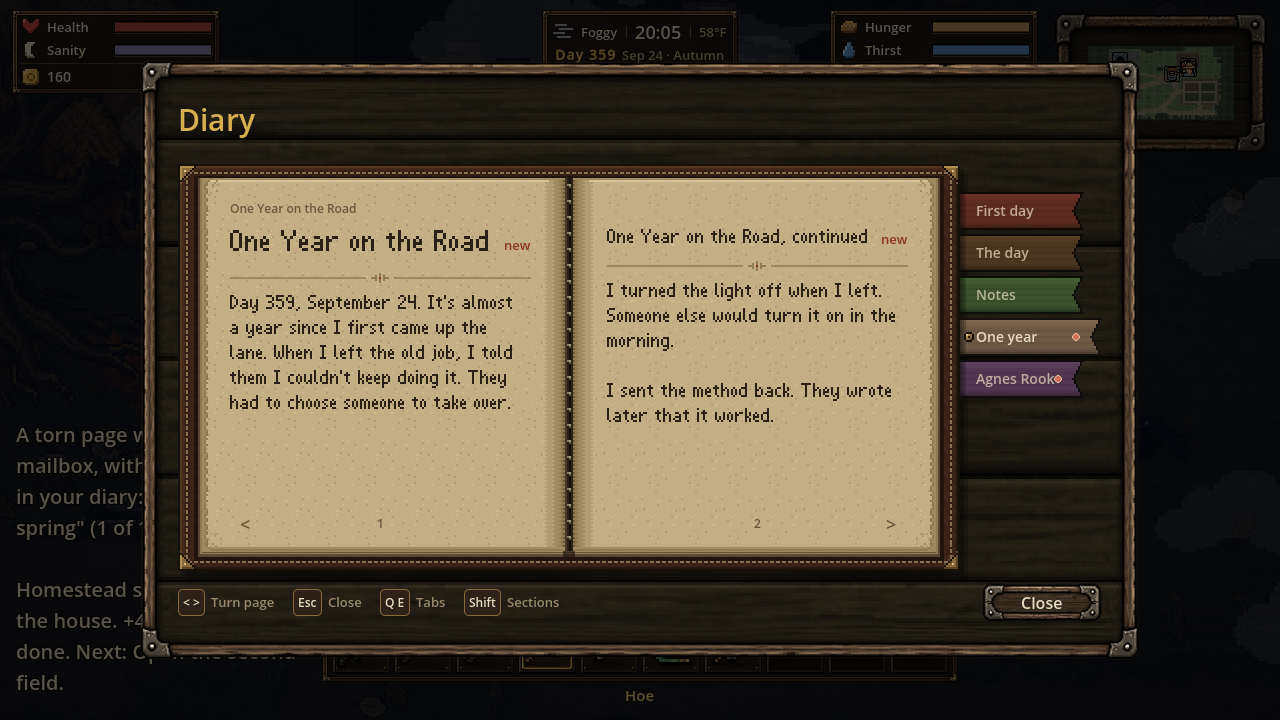 Health
Sanity
160
Foggy
20:05
58°F
Day 359 Sep 24 · Autumn
Hunger
Thirst
Diary
One Year on the Road
One Year on the Road new
Day 359, September 24. It's almost
a year since I first came up the
lane. When I left the old job, I told
them I couldn't keep doing it. They
had to choose someone to take over.
< 1
One Year on the Road, continued new
I turned the light off when I left.
Someone else would turn it on in the
morning.
I sent the method back. They wrote
later that it worked.
2 >
First day
The day
Notes
One year
Agnes Rook
A torn page
mailbox, with
in your diary:
spring" (1 of
Homestead
the house.
done. Next:
the second
field.
< > Turn page
Esc Close
Q E Tabs
Shift Sections
Close
Hoe